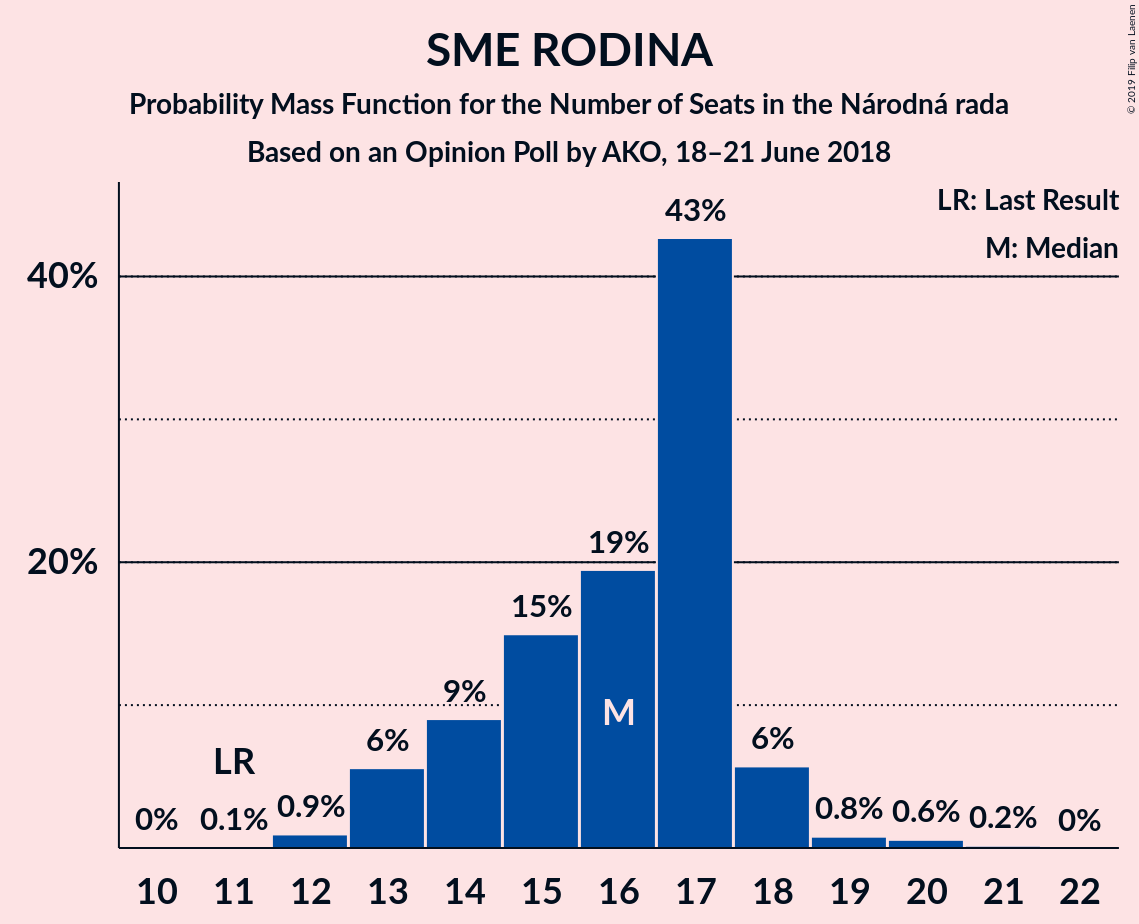 SME RODINA
Probability Mass Function for the Number of Seats in the Národná rada
Based on an Opinion Poll by AKO, 18–21 June 2018
© 2019 Filip van Laenen
LR: Last Result
M: Median
40%
20%
0%
LR
0.1%
0.9%
6%
9%
15%
19%
M
43%
6%
0.8%
0.6%
0.2%
0%
10 11 12 13 14 15 16 17 18 19 20 21 22